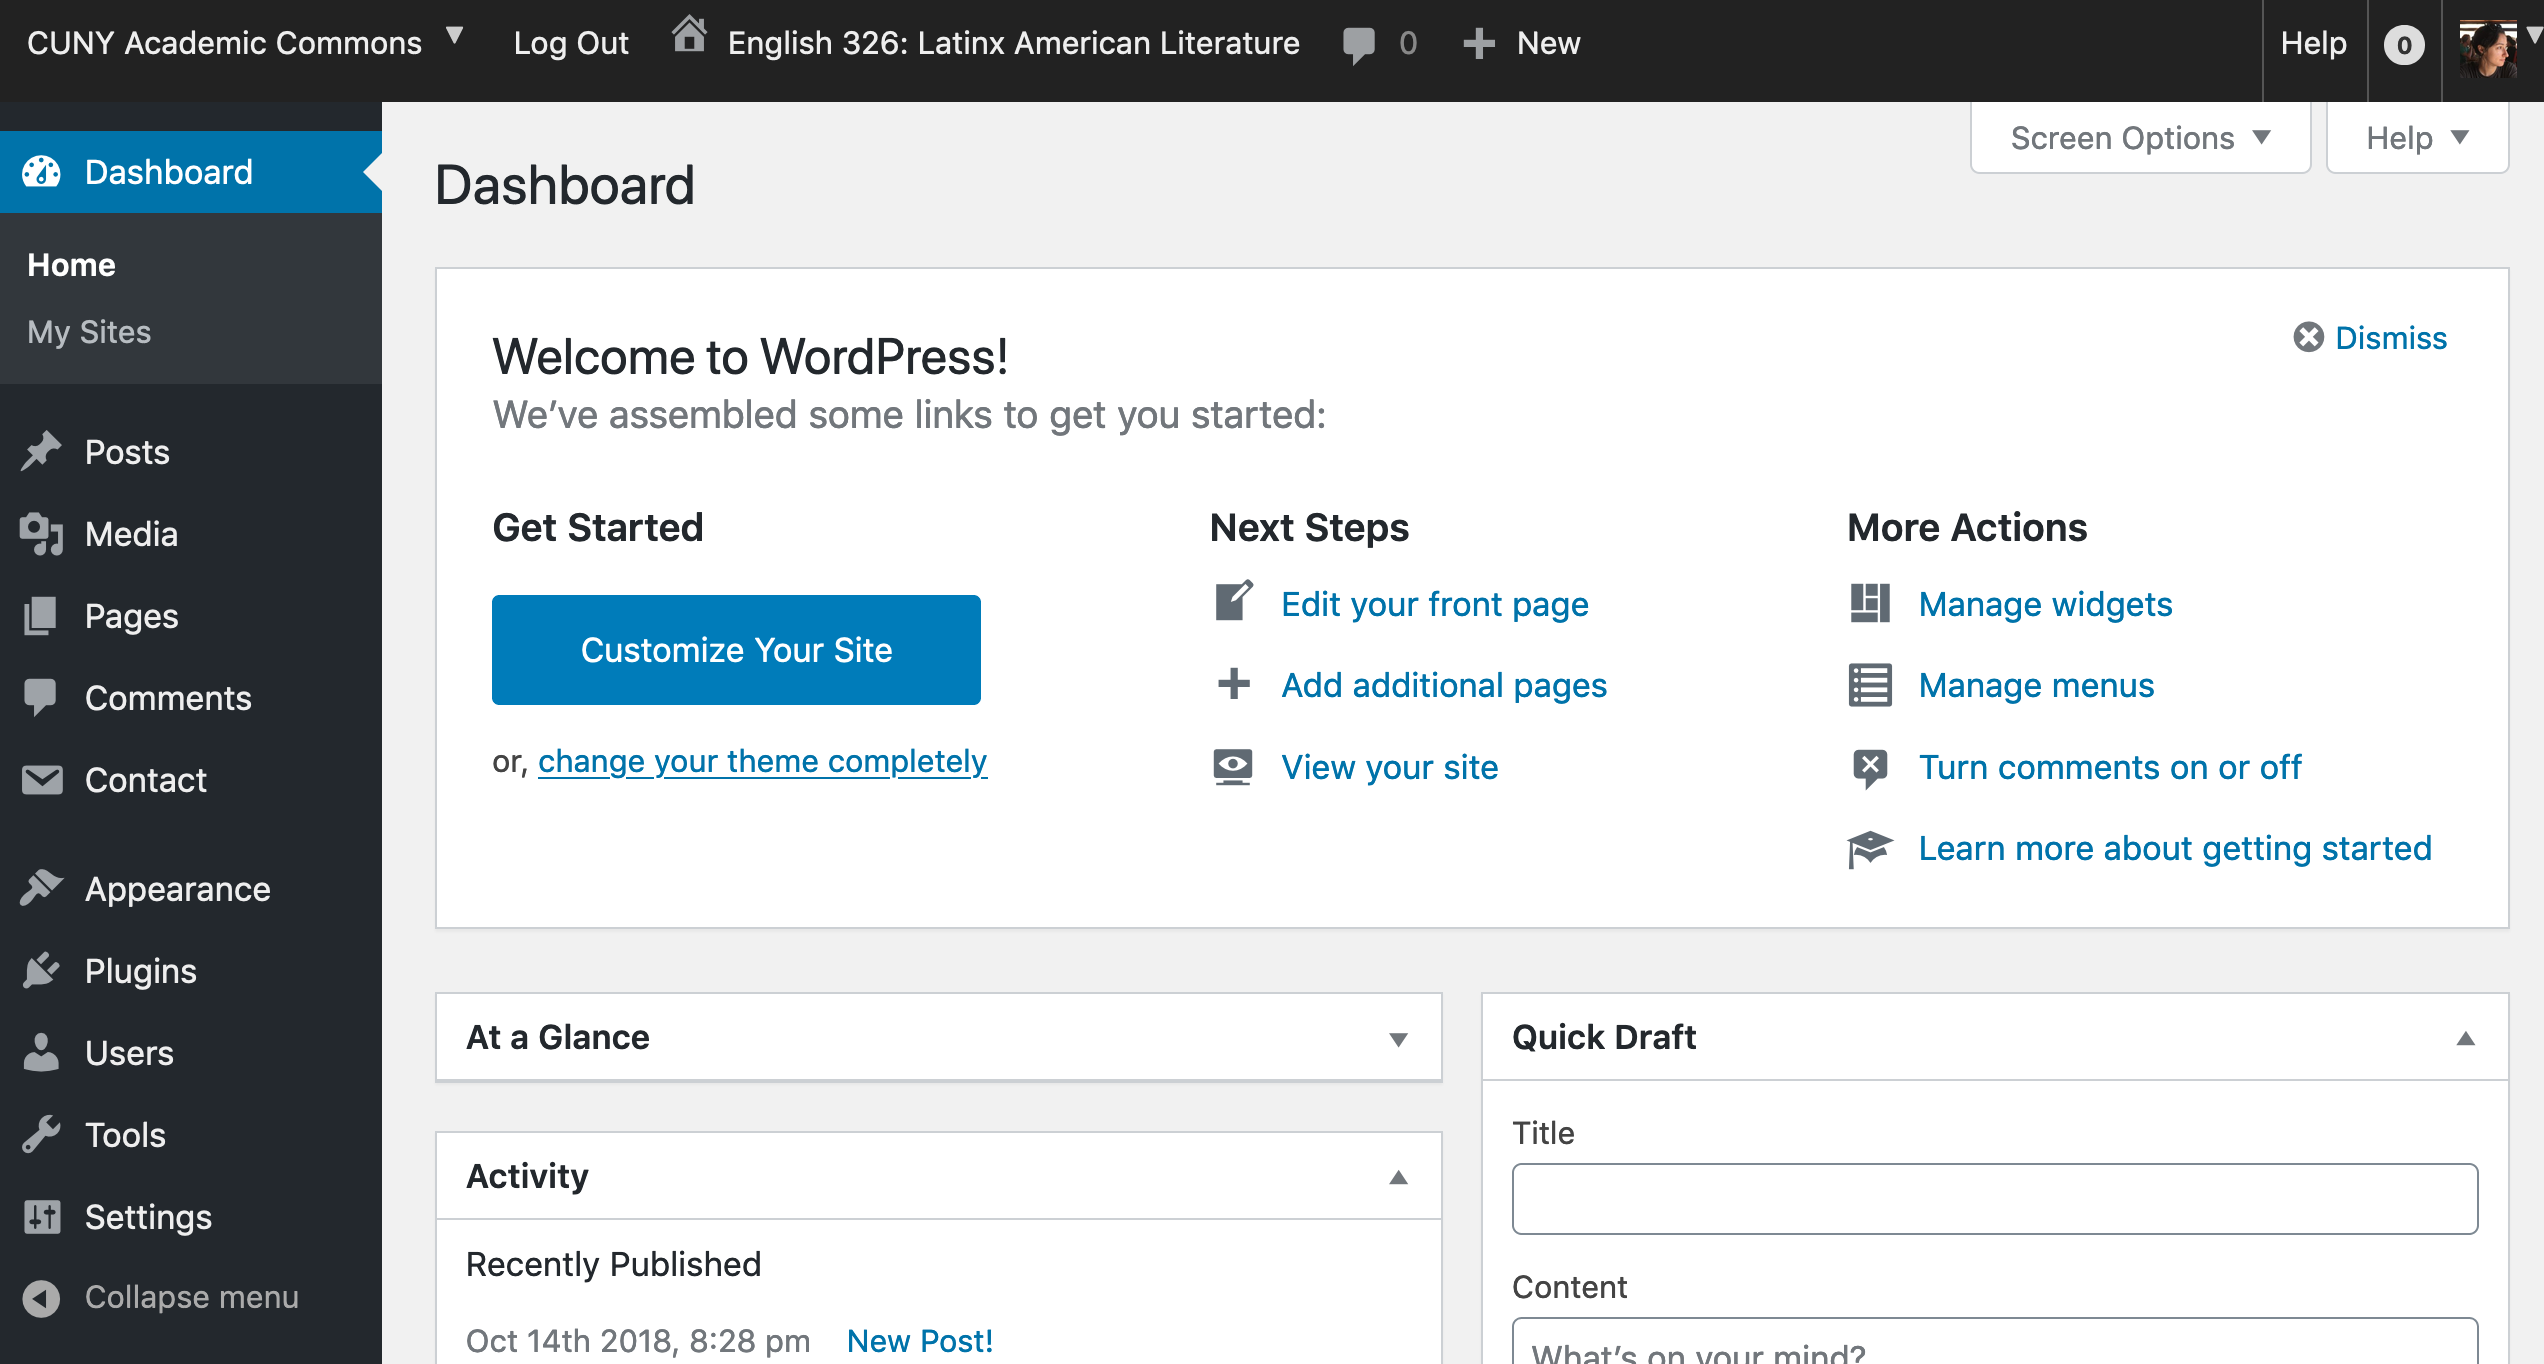 CUNY Academic Commons Log Out English 326: Latinx American Literature 0 New Help 0
Screen Options Help
Dashboard
Home
My Sites
Posts
Media
Pages
Comments
Contact
Appearance
Plugins
Users
Tools
Settings
Collapse menu
Dashboard
Welcome to WordPress!
Dismiss
We’ve assembled some links to get you started:
Get Started
Customize Your Site
or, change your theme completely
Next Steps
Edit your front page
Add additional pages
View your site
More Actions
Manage widgets
Manage menus
Turn comments on or off
Learn more about getting started
At a Glance
Activity
Recently Published
Oct 14th 2018, 8:28 pm New Post!
Quick Draft
Title
Content
What’s on your mind?